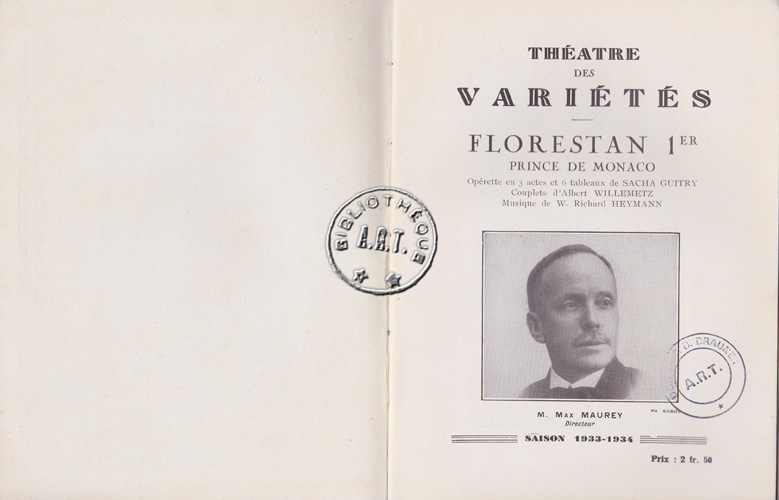 THÉATRE
DES
VARIÉTÉS
FLORESTAN 1ER
PRINCE DE MONACO
Opérette en 3 actes et 6 tableaux de SACHA GUITRY
Couplets d'Albert WILLEMETZ
Musique de W. Richard HEYMANN
BIBLIOTHÈQUE
A.R.T.
A.R.T.
M. MAX MAUREY
Directeur
SAISON 1933-1934
Prix : 2 fr. 50